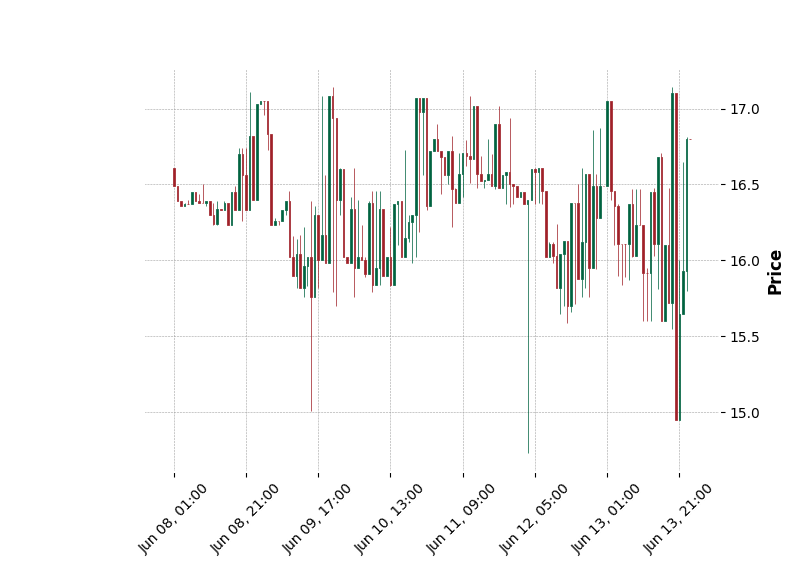 17.0
16.5
16.0
15.5
15.0
Price
Jun 08, 01:00
Jun 08, 21:00
Jun 09, 17:00
Jun 10, 13:00
Jun 11, 09:00
Jun 12, 05:00
Jun 13, 01:00
Jun 13, 21:00